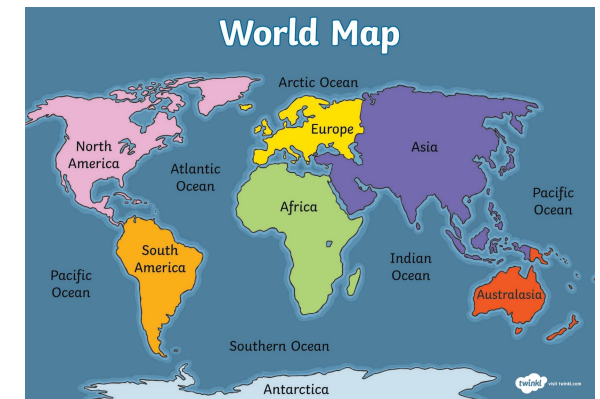 World Map
Arctic Ocean
Europe
North
America
Asia
Atlantic
Ocean
Africa
Pacific
Ocean
South
America
Indian
Ocean
Pacific
Ocean
Australasia
Southern Ocean
Antarctica
twinkl
visit twinkl.com